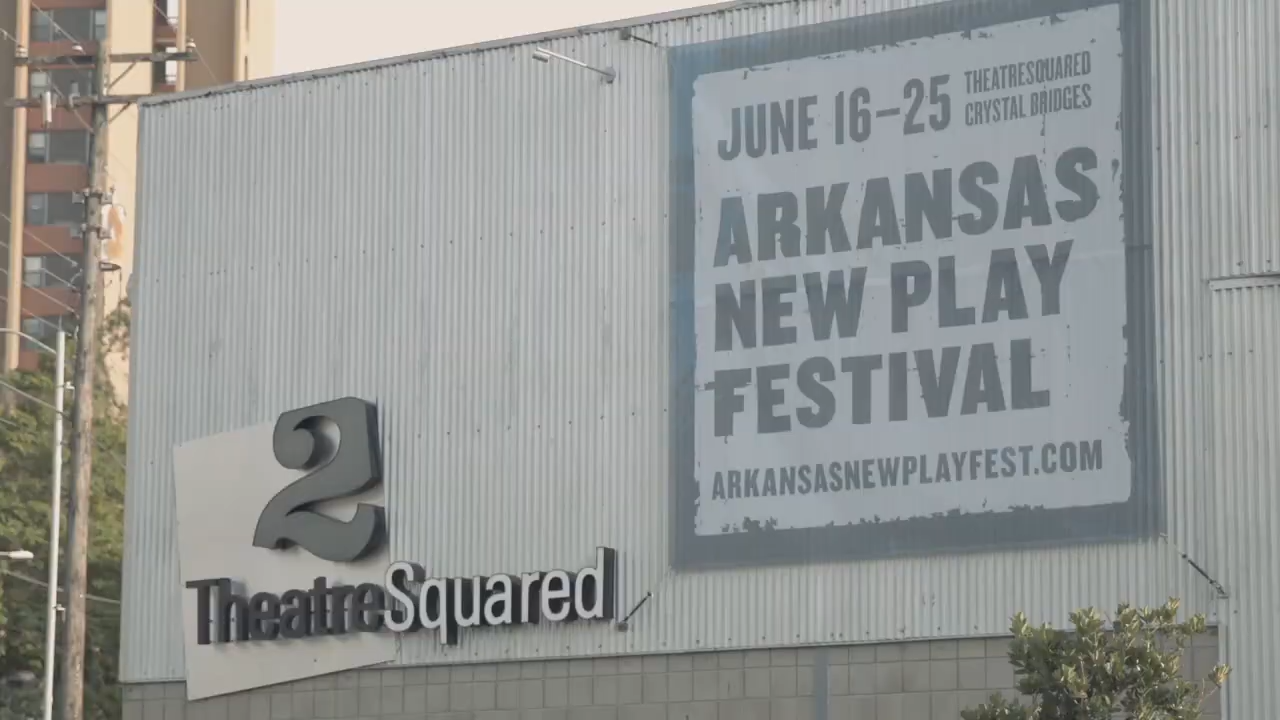 JUNE 16-25
THEATRESQUARED
CRYSTAL BRIDGES
ARKANSAS
NEW PLAY
FESTIVAL
ARKANSASNEWPLAYFEST.COM
2
TheatreSquared